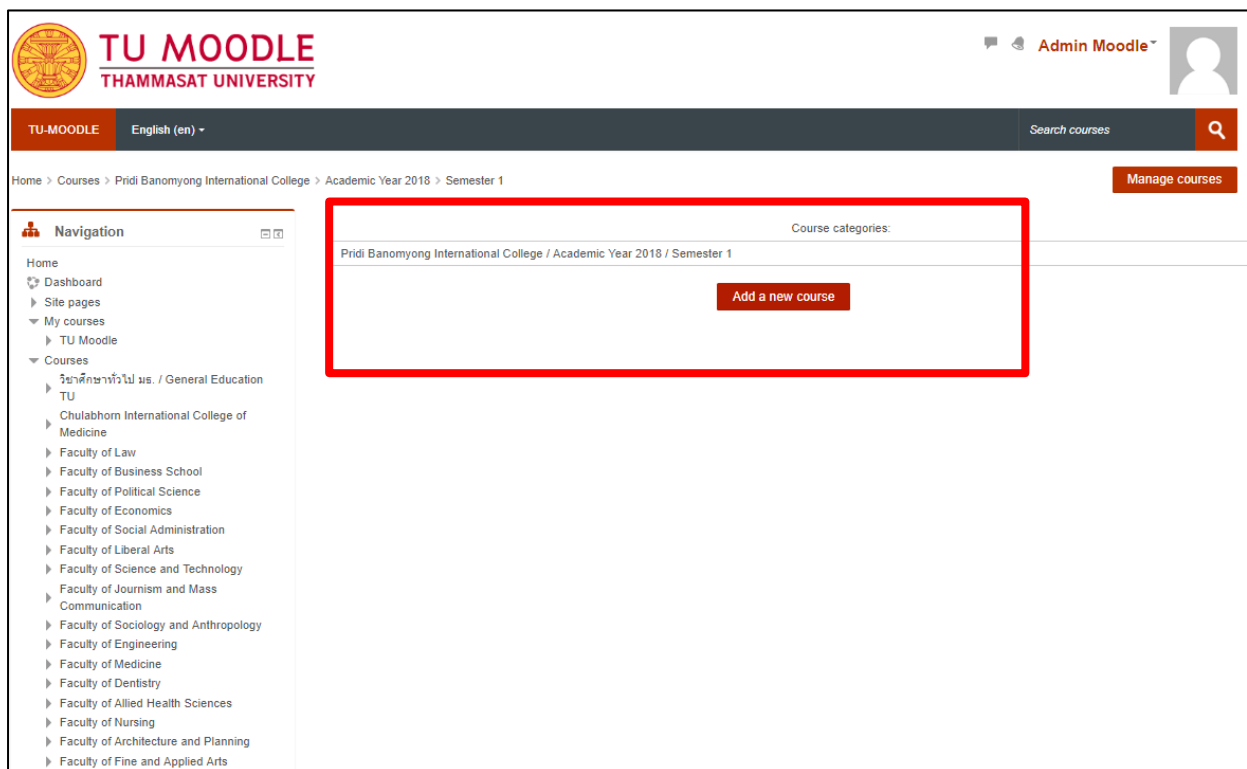 TU MOODLE
THAMMASAT UNIVERSITY
Admin Moodle
TU-MOODLE
English (en)
Search courses
Home > Courses > Pridi Banomyong International College > Academic Year 2018 > Semester 1
Manage courses
Navigation
Home
Dashboard
Site pages
My courses
TU Moodle
Courses
วิชาศึกษาทั่วไป มธ. / General Education
TU
Chulabhorn International College of
Medicine
Faculty of Law
Faculty of Business School
Faculty of Political Science
Faculty of Economics
Faculty of Social Administration
Faculty of Liberal Arts
Faculty of Science and Technology
Faculty of Journism and Mass
Communication
Faculty of Sociology and Anthropology
Faculty of Engineering
Faculty of Medicine
Faculty of Dentistry
Faculty of Allied Health Sciences
Faculty of Nursing
Faculty of Architecture and Planning
Faculty of Fine and Applied Arts
Course categories:
Pridi Banomyong International College / Academic Year 2018 / Semester 1
Add a new course